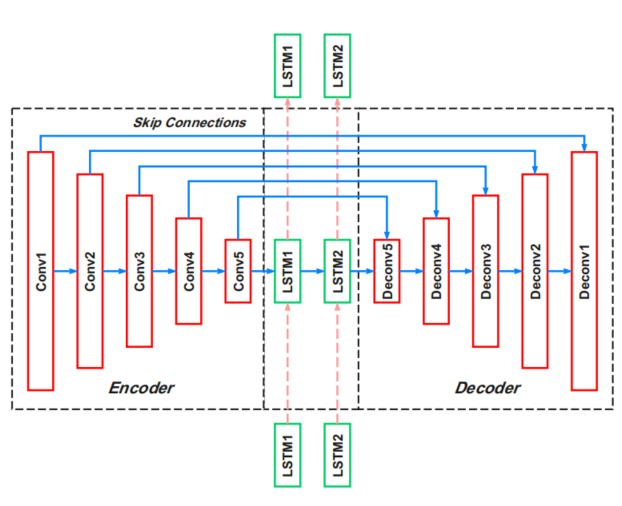 LSTM1
LSTM2
Skip Connections
Conv1
Conv2
Conv3
Conv4
Conv5
LSTM1
LSTM2
Deconv5
Deconv4
Deconv3
Deconv2
Deconv1
Encoder
Decoder
LSTM1
LSTM2